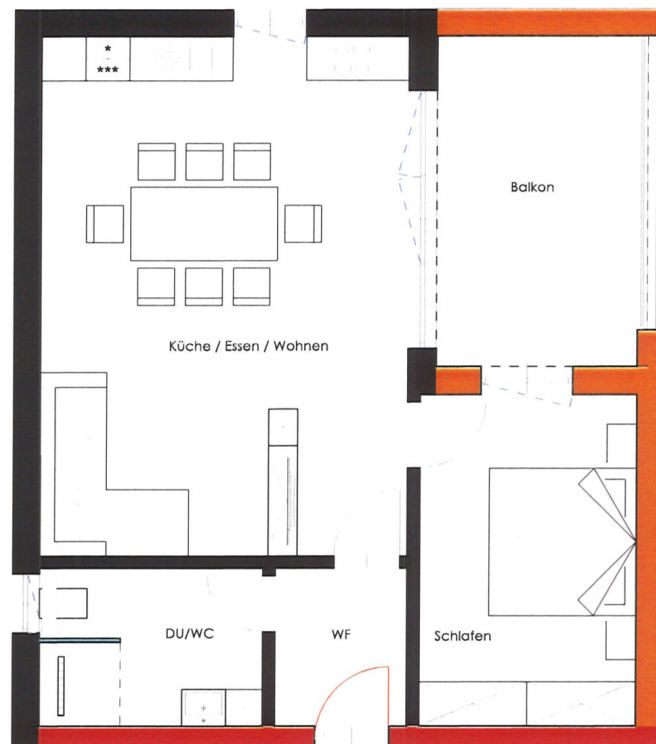 *
***
Balkon
Küche / Essen / Wohnen
DU/WC
WF
Schlafen